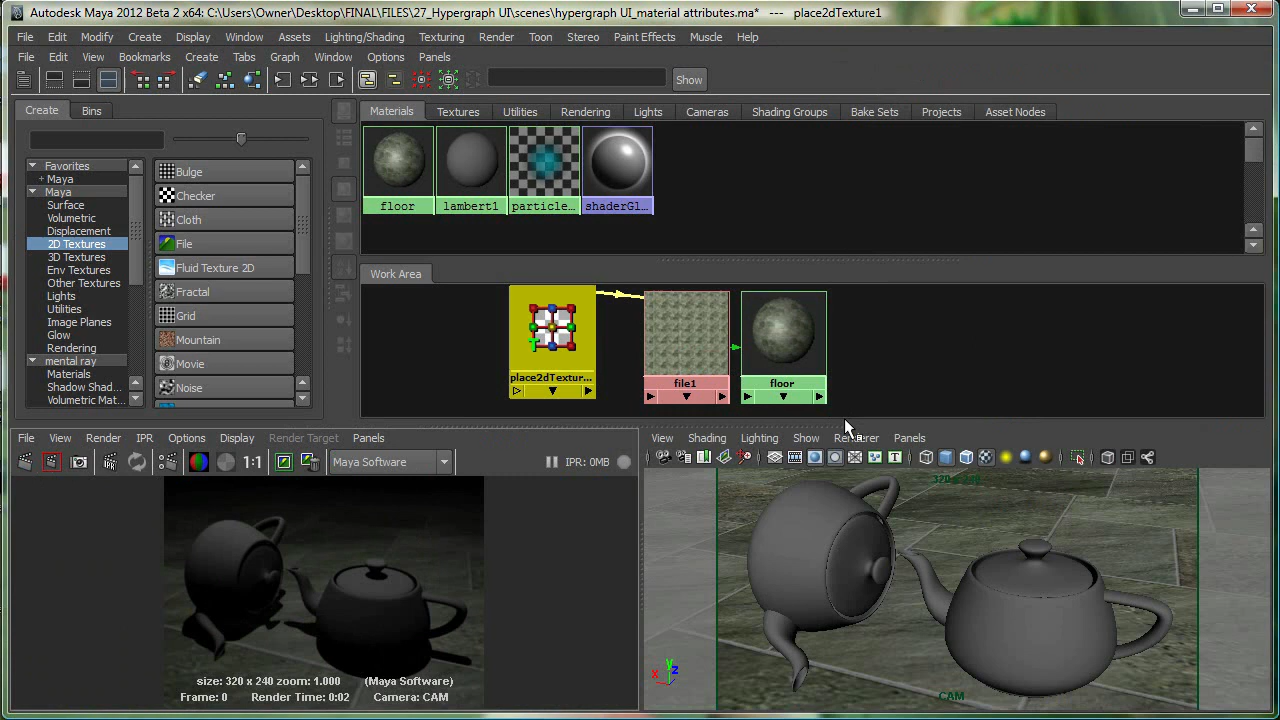 Autodesk Maya 2012 Beta 2 x64: C:\Users\Owner\Desktop\FINAL\FILES\27_Hypergraph UI\scenes\hypergraph UI_material attributes.ma* --- place2dTexture1
File Edit Modify Create Display Window Assets Lighting/Shading Texturing Render Toon Stereo Paint Effects Muscle Help
File Edit View Bookmarks Create Tabs Graph Window Options Panels
Show
Create Bins
Materials Textures Utilities Rendering Lights Cameras Shading Groups Bake Sets Projects Asset Nodes
Favorites
+ Maya
Maya
Surface
Volumetric
Displacement
2D Textures
3D Textures
Env Textures
Other Textures
Lights
Utilities
Image Planes
Glow
Rendering
mental ray
Materials
Shadow Shad...
Volumetric Mat...
Bulge
Checker
Cloth
File
Fluid Texture 2D
Fractal
Grid
Mountain
Movie
Noise
floor lambert1 particle... shaderGl...
Work Area
place2dTextur... file1 floor
File View Render IPR Options Display Render Target Panels
1:1 Maya Software IPR: 0MB
size: 320 x 240 zoom: 1.000 (Maya Software)
Frame: 0 Render Time: 0:02 Camera: CAM
View Shading Lighting Show Renderer Panels
320 x 240
y
x z
CAM